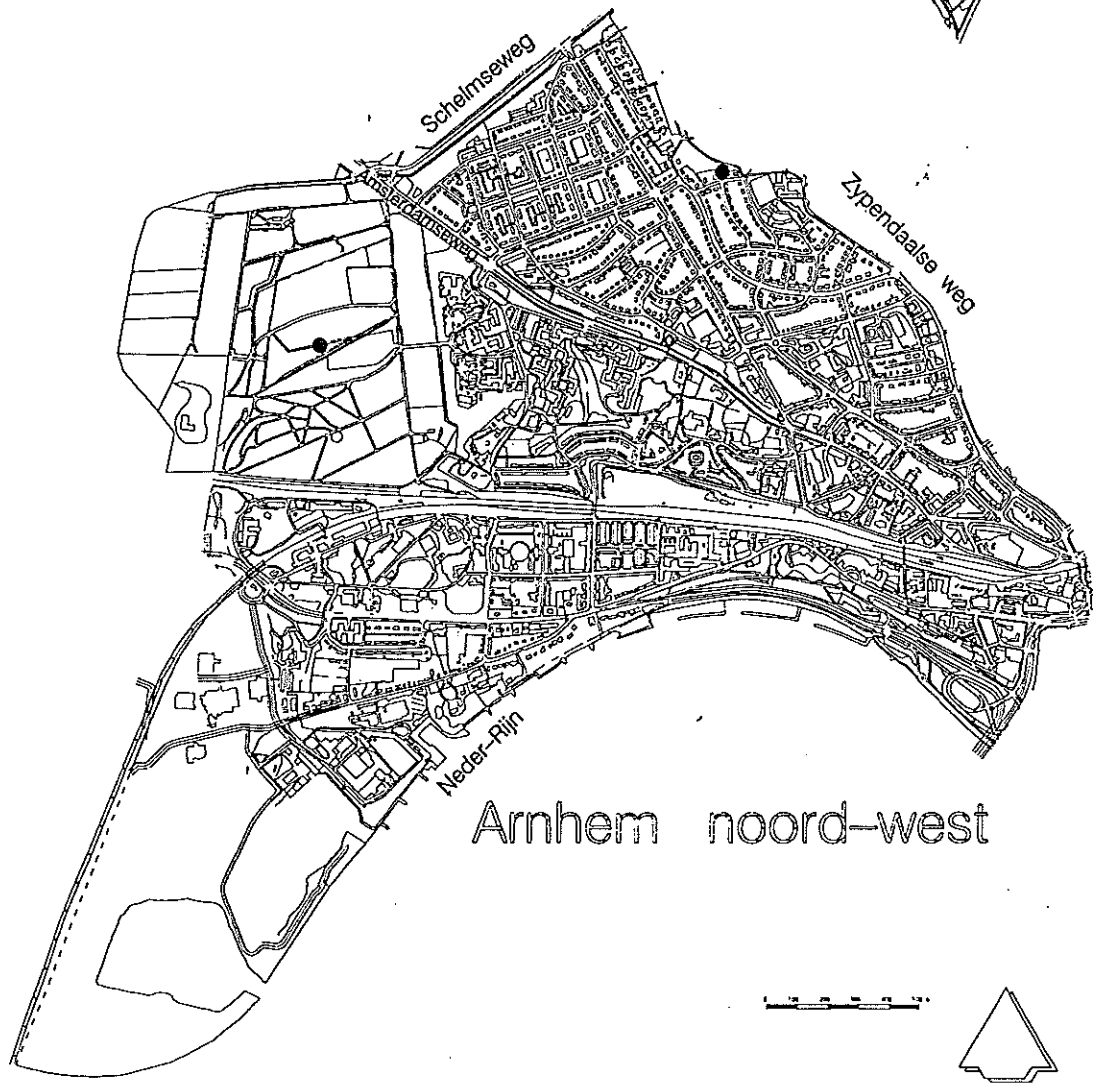 Schelmseweg
Amsterdamseweg
Zypendaalse weg
Neder-Rijn
Arnhem noord-west